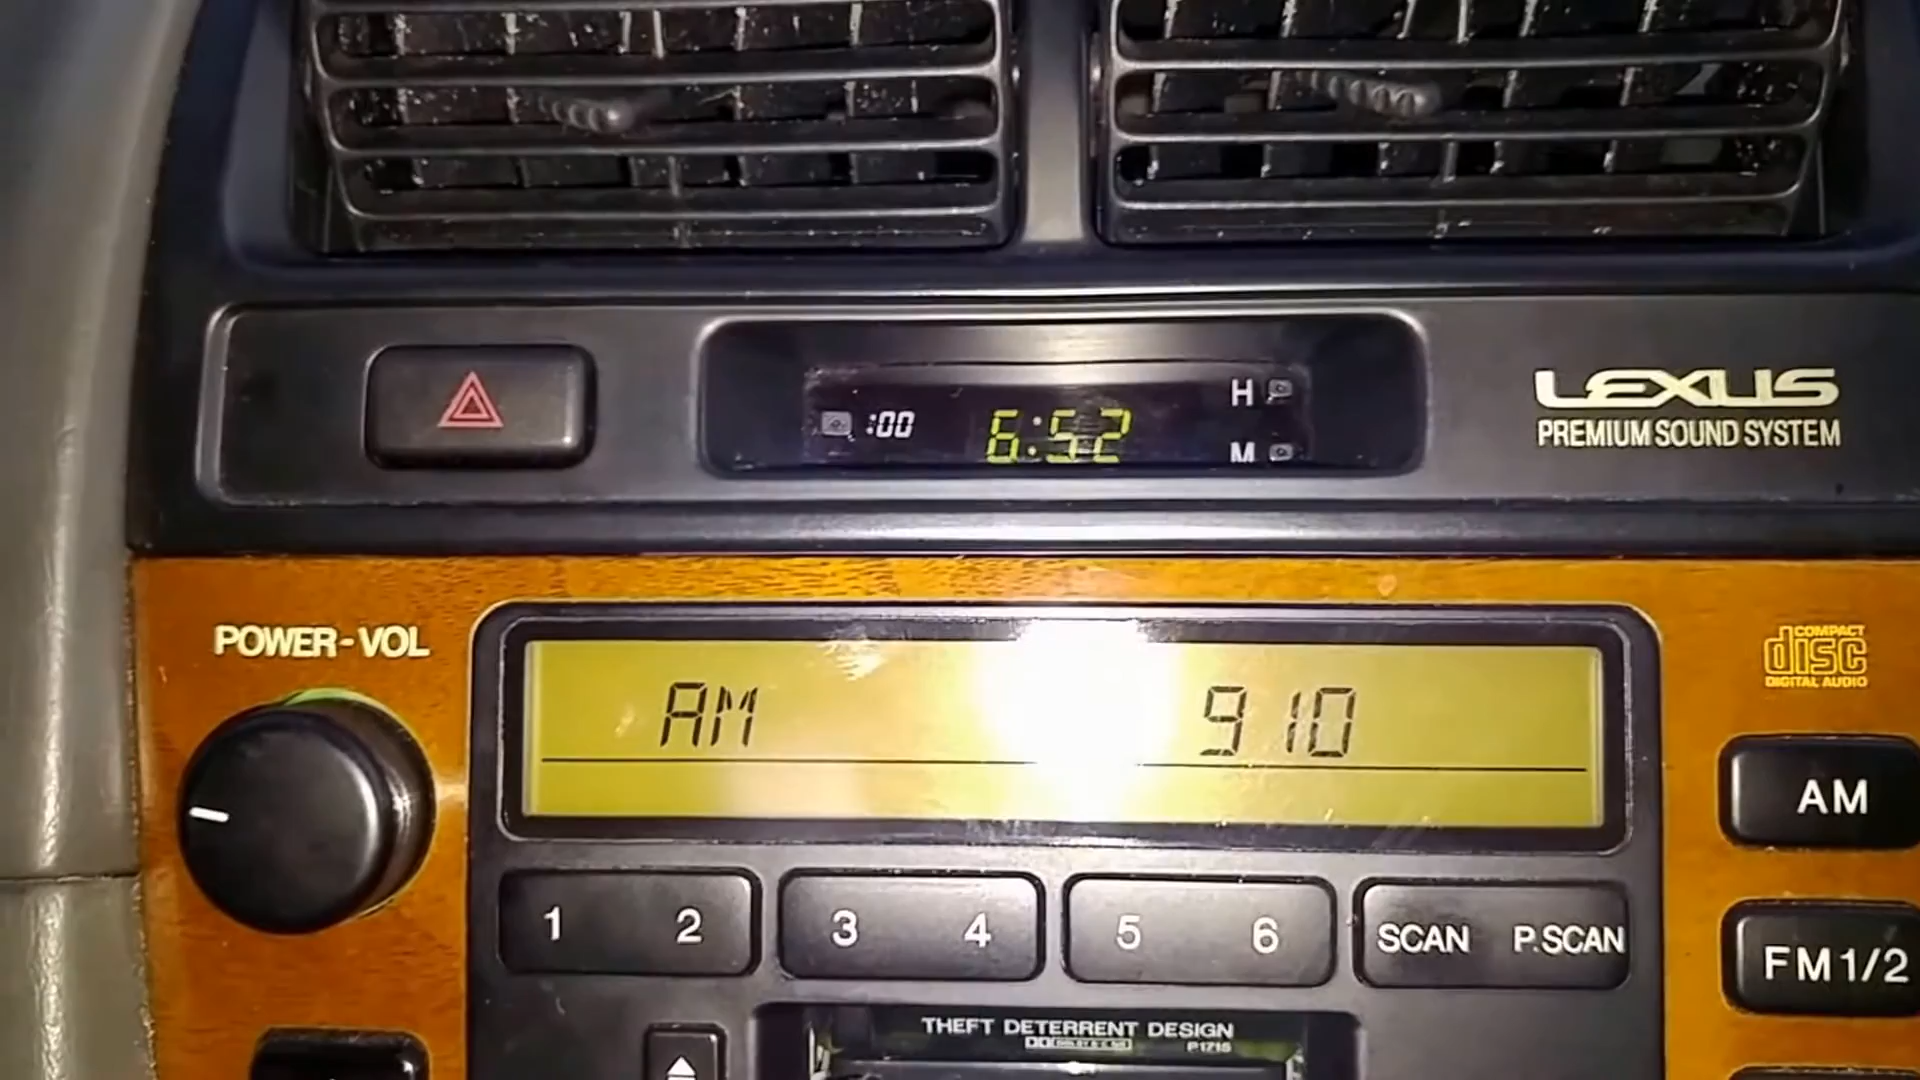 H
:00 6:52
M
LEXUS
PREMIUM SOUND SYSTEM
POWER-VOL
COMPACT
disc
DIGITAL AUDIO
AM 910
AM
1 2 3 4 5 6 SCAN P.SCAN
FM1/2
THEFT DETERRENT DESIGN